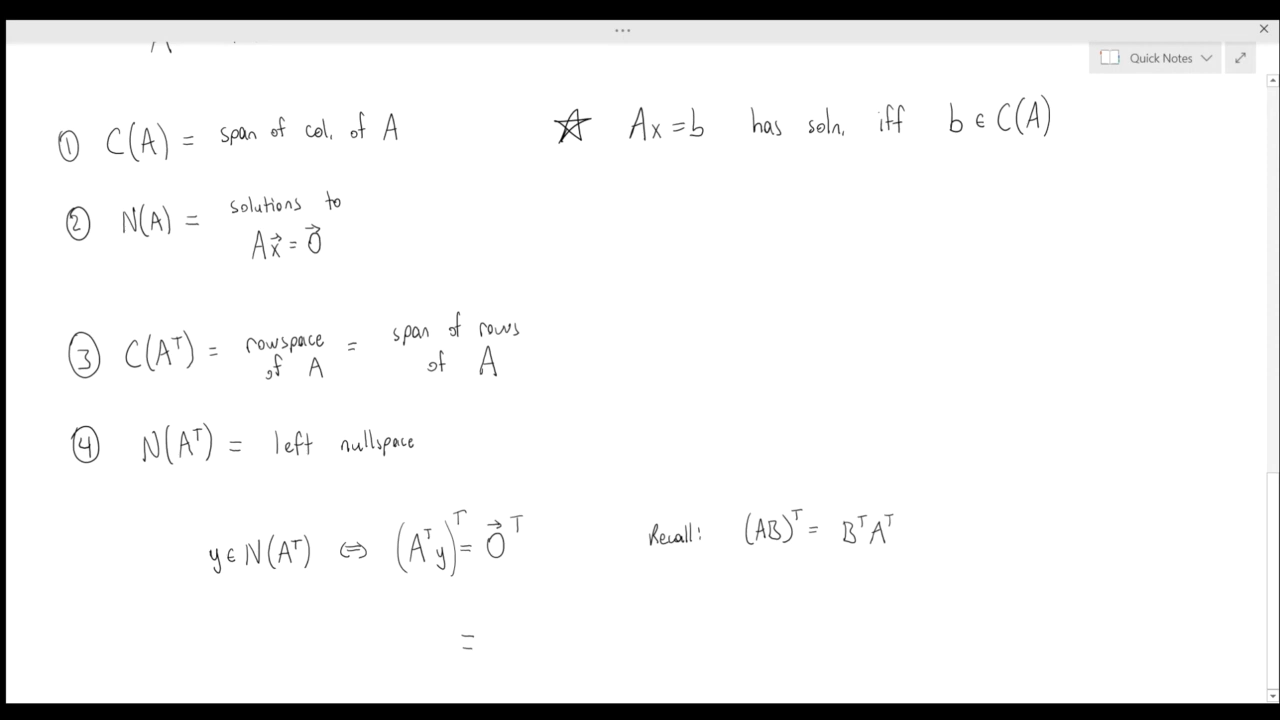 Quick Notes
① C(A) = span of col. of A
☆ Ax = b has soln. iff b ∈ C(A)
② N(A) = solutions to
Ax⃗ = 0⃗
③ C(Aᵀ) = rowspace of A = span of rows of A
④ N(Aᵀ) = left nullspace
y ∈ N(Aᵀ) ⇔ (Aᵀy)ᵀ = 0⃗ᵀ
Recall: (AB)ᵀ = BᵀAᵀ
=